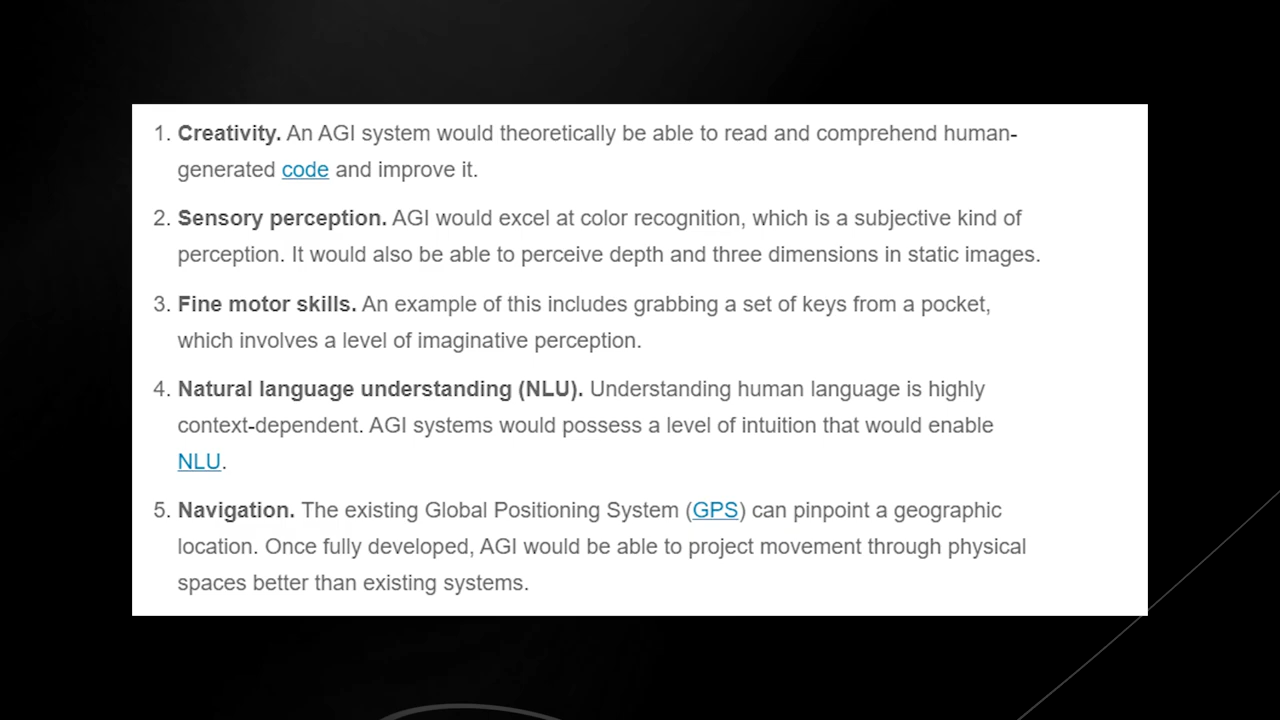 1. Creativity. An AGI system would theoretically be able to read and comprehend human-
generated code and improve it.
2. Sensory perception. AGI would excel at color recognition, which is a subjective kind of
perception. It would also be able to perceive depth and three dimensions in static images.
3. Fine motor skills. An example of this includes grabbing a set of keys from a pocket,
which involves a level of imaginative perception.
4. Natural language understanding (NLU). Understanding human language is highly
context-dependent. AGI systems would possess a level of intuition that would enable
NLU.
5. Navigation. The existing Global Positioning System (GPS) can pinpoint a geographic
location. Once fully developed, AGI would be able to project movement through physical
spaces better than existing systems.